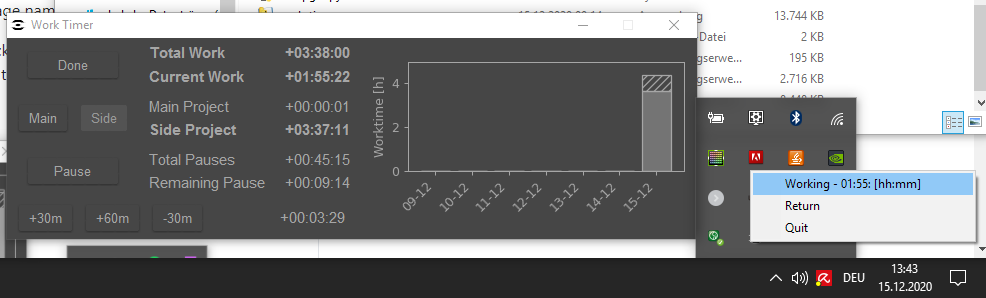 13.744 KB
Work Timer
Datei
2 KB
Done
Total Work +03:38:00
gserwe... 195 KB
Current Work +01:55:22
gserwe... 2.716 KB
4
Main Side
Main Project +00:00:01
Worktime [h]
Side Project +03:37:11
2
Pause
Total Pauses +00:45:15
Remaining Pause +00:09:14
0
09-12 10-12 11-12 12-12 13-12 14-12 15-12
+30m +60m -30m +00:03:29
Working - 01:55: [hh:mm]
Return
Quit
DEU
13:43
15.12.2020